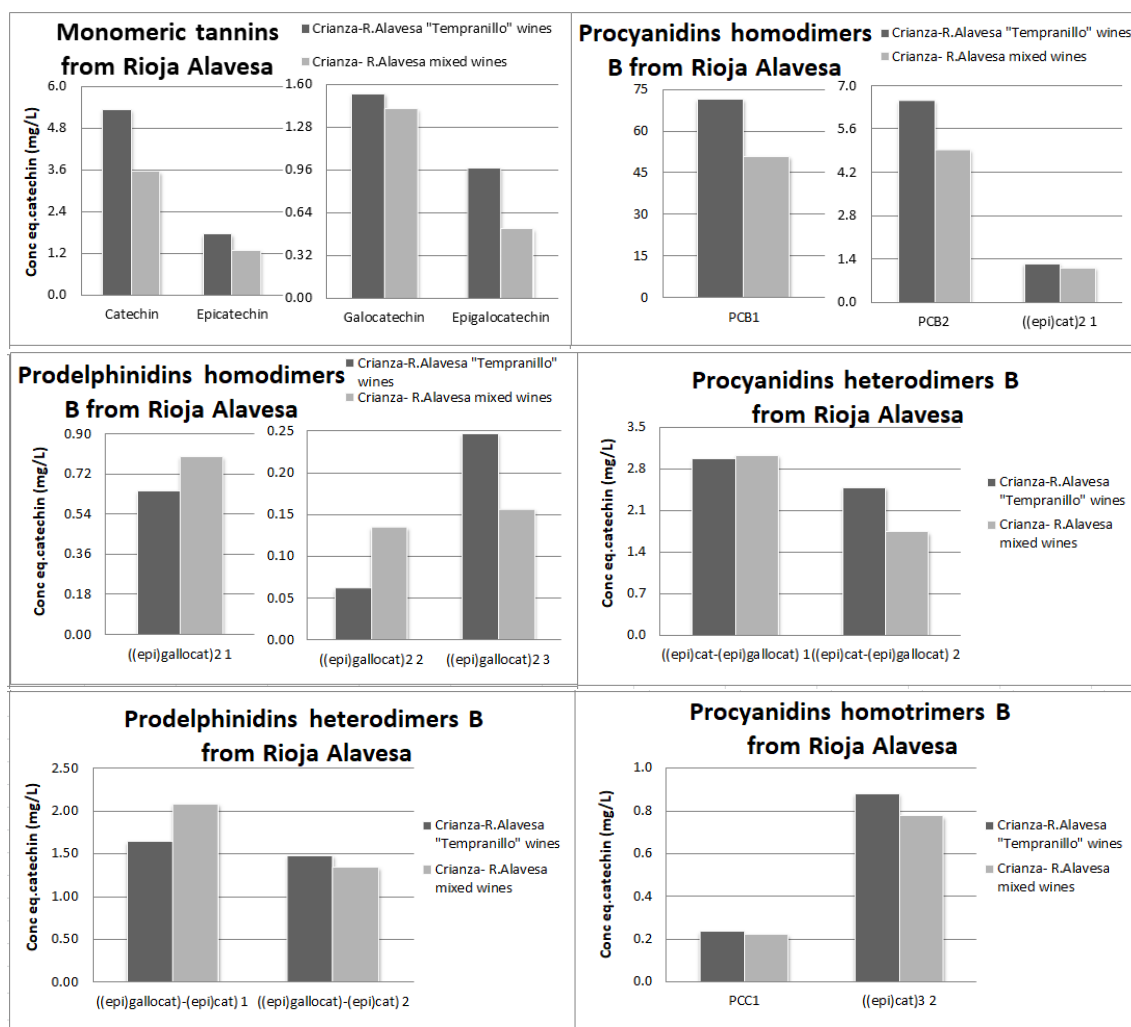 Monomeric tannins
from Rioja Alavesa
Crianza-R.Alavesa "Tempranillo" wines
Crianza- R.Alavesa mixed wines
Conc eq.catechin (mg/L)
6.0
4.8
3.6
2.4
1.2
0.0
Catechin
Epicatechin
1.60
1.28
0.96
0.64
0.32
0.00
Galocatechin
Epigalocatechin
Procyanidins homodimers
B from Rioja Alavesa
Crianza-R.Alavesa "Tempranillo" wines
Crianza- R.Alavesa mixed wines
75
60
45
30
15
0
PCB1
7.0
5.6
4.2
2.8
1.4
0.0
PCB2
((epi)cat)2 1
Prodelphinidins homodimers
B from Rioja Alavesa
Crianza-R.Alavesa "Tempranillo"
wines
Crianza- R.Alavesa mixed wines
Conc eq.catechin (mg/L)
0.90
0.72
0.54
0.36
0.18
0.00
((epi)gallocat)2 1
0.25
0.20
0.15
0.10
0.05
0.00
((epi)gallocat)2 2
((epi)gallocat)2 3
Procyanidins heterodimers B
from Rioja Alavesa
Conc eq.catechin (mg/L)
3.5
2.8
2.1
1.4
0.7
0.0
((epi)cat-(epi)gallocat) 1
((epi)cat-(epi)gallocat) 2
Crianza-R.Alavesa
"Tempranillo" wines
Crianza- R.Alavesa
mixed wines
Prodelphinidins heterodimers B
from Rioja Alavesa
Conc eq.catechin (mg/L)
2.50
2.00
1.50
1.00
0.50
0.00
((epi)gallocat)-(epi)cat) 1
((epi)gallocat)-(epi)cat) 2
Crianza-R.Alavesa
"Tempranillo" wines
Crianza- R.Alavesa
mixed wines
Procyanidins homotrimers B
from Rioja Alavesa
Conc eq.catechin (mg/L)
1.0
0.8
0.6
0.4
0.2
0.0
PCC1
((epi)cat)3 2
Crianza-R.Alavesa
"Tempranillo" wines
Crianza- R.Alavesa
mixed wines